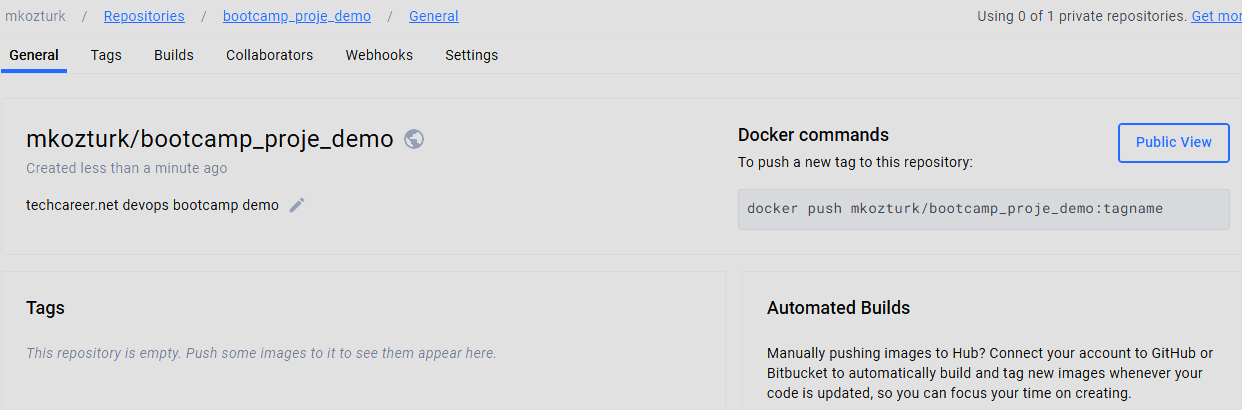 mkozturk / Repositories / bootcamp_proje_demo / General
Using 0 of 1 private repositories. Get mor
General Tags Builds Collaborators Webhooks Settings
mkozturk/bootcamp_proje_demo
Created less than a minute ago
techcareer.net devops bootcamp demo
Docker commands
Public View
To push a new tag to this repository:
docker push mkozturk/bootcamp_proje_demo:tagname
Tags
This repository is empty. Push some images to it to see them appear here.
Automated Builds
Manually pushing images to Hub? Connect your account to GitHub or
Bitbucket to automatically build and tag new images whenever your
code is updated, so you can focus your time on creating.